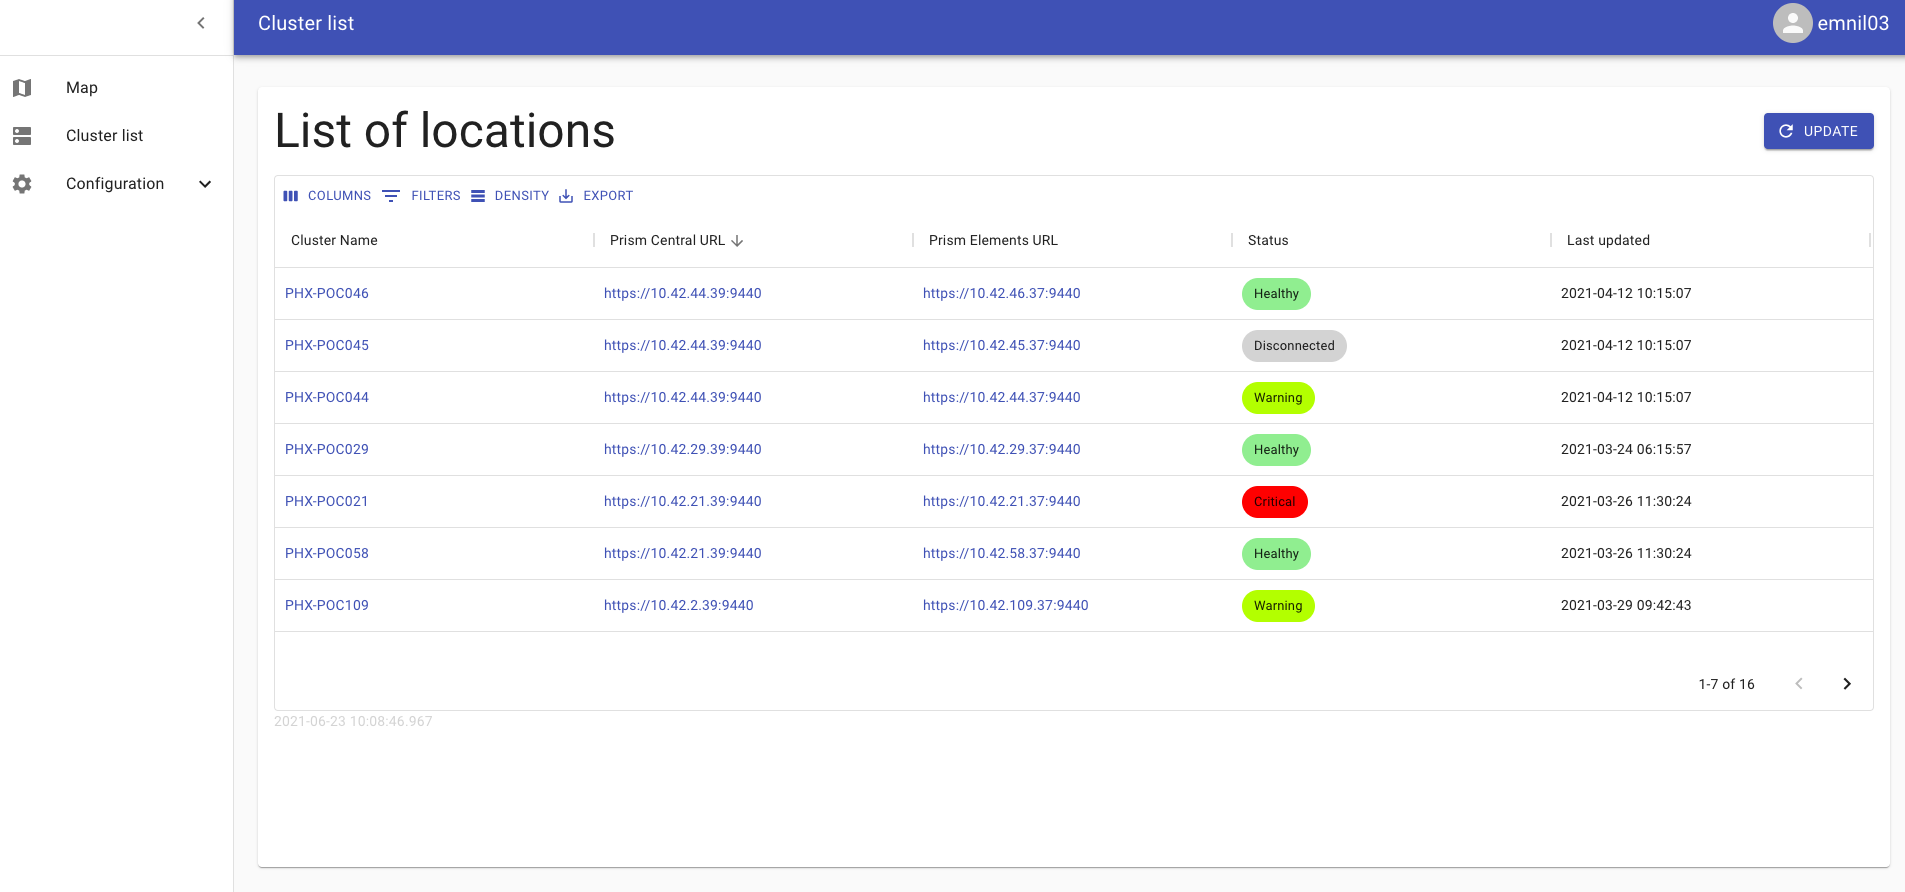 Cluster list
emnil03
Map
Cluster list
Configuration
List of locations
UPDATE
COLUMNS FILTERS DENSITY EXPORT
Cluster Name Prism Central URL Prism Elements URL Status Last updated
PHX-POC046 https://10.42.44.39:9440 https://10.42.46.37:9440 Healthy 2021-04-12 10:15:07
PHX-POC045 https://10.42.44.39:9440 https://10.42.45.37:9440 Disconnected 2021-04-12 10:15:07
PHX-POC044 https://10.42.44.39:9440 https://10.42.44.37:9440 Warning 2021-04-12 10:15:07
PHX-POC029 https://10.42.29.39:9440 https://10.42.29.37:9440 Healthy 2021-03-24 06:15:57
PHX-POC021 https://10.42.21.39:9440 https://10.42.21.37:9440 Critical 2021-03-26 11:30:24
PHX-POC058 https://10.42.21.39:9440 https://10.42.58.37:9440 Healthy 2021-03-26 11:30:24
PHX-POC109 https://10.42.2.39:9440 https://10.42.109.37:9440 Warning 2021-03-29 09:42:43
1-7 of 16
2021-06-23 10:08:46.967